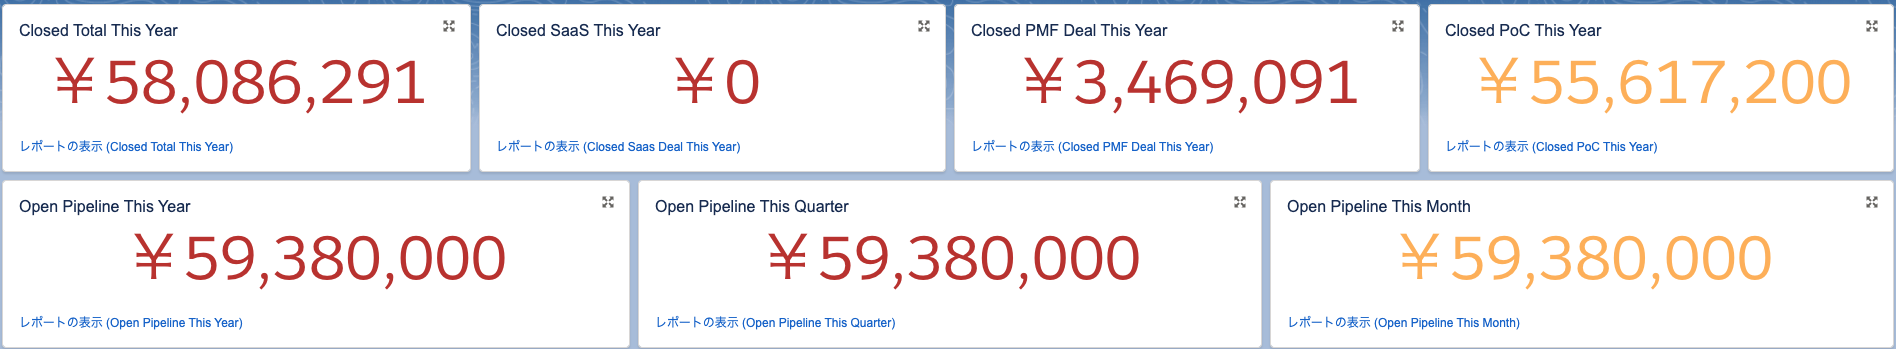 Closed Total This Year
￥58,086,291
レポートの表示 (Closed Total This Year)
Closed SaaS This Year
￥0
レポートの表示 (Closed Saas Deal This Year)
Closed PMF Deal This Year
￥3,469,091
レポートの表示 (Closed PMF Deal This Year)
Closed PoC This Year
￥55,617,200
レポートの表示 (Closed PoC This Year)
Open Pipeline This Year
￥59,380,000
レポートの表示 (Open Pipeline This Year)
Open Pipeline This Quarter
￥59,380,000
レポートの表示 (Open Pipeline This Quarter)
Open Pipeline This Month
￥59,380,000
レポートの表示 (Open Pipeline This Month)